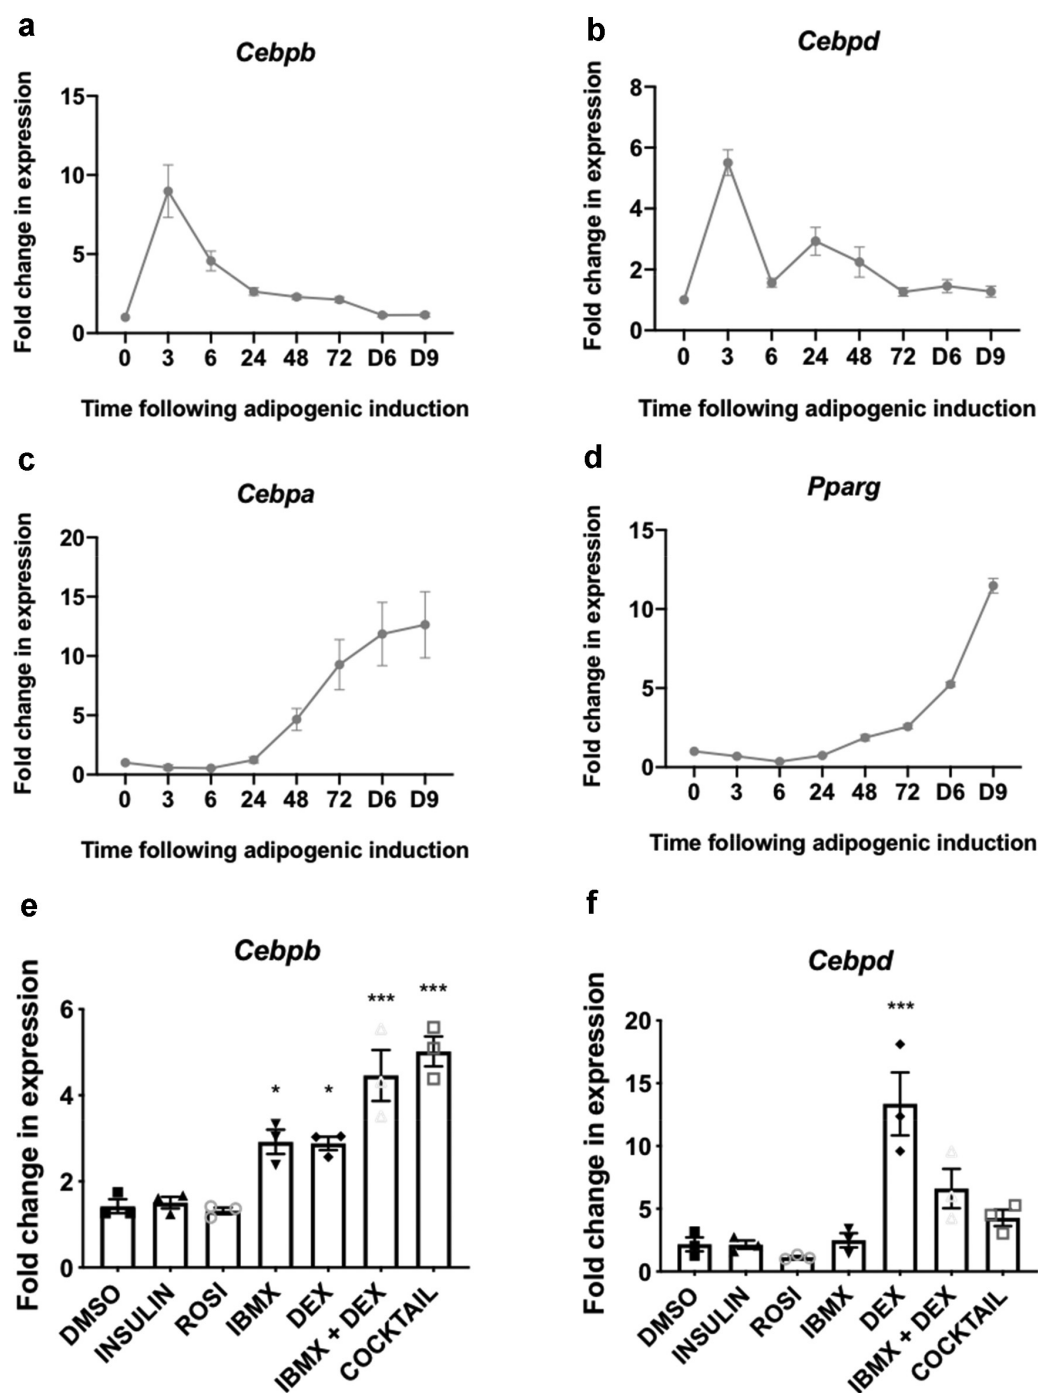 a
Cebpb
Fold change in expression
15
10
5
0
0 3 6 24 48 72 D6 D9
Time following adipogenic induction
b
Cebpd
Fold change in expression
8
6
4
2
0
0 3 6 24 48 72 D6 D9
Time following adipogenic induction
c
Cebpa
Fold change in expression
20
15
10
5
0
0 3 6 24 48 72 D6 D9
Time following adipogenic induction
d
Pparg
Fold change in expression
15
10
5
0
0 3 6 24 48 72 D6 D9
Time following adipogenic induction
e
Cebpb
Fold change in expression
6
4
2
0
* * *** ***
DMSO
INSULIN
ROSI
IBMX
DEX
IBMX + DEX
COCKTAIL
f
Cebpd
Fold change in expression
20
15
10
5
0
***
DMSO
INSULIN
ROSI
IBMX
DEX
IBMX + DEX
COCKTAIL